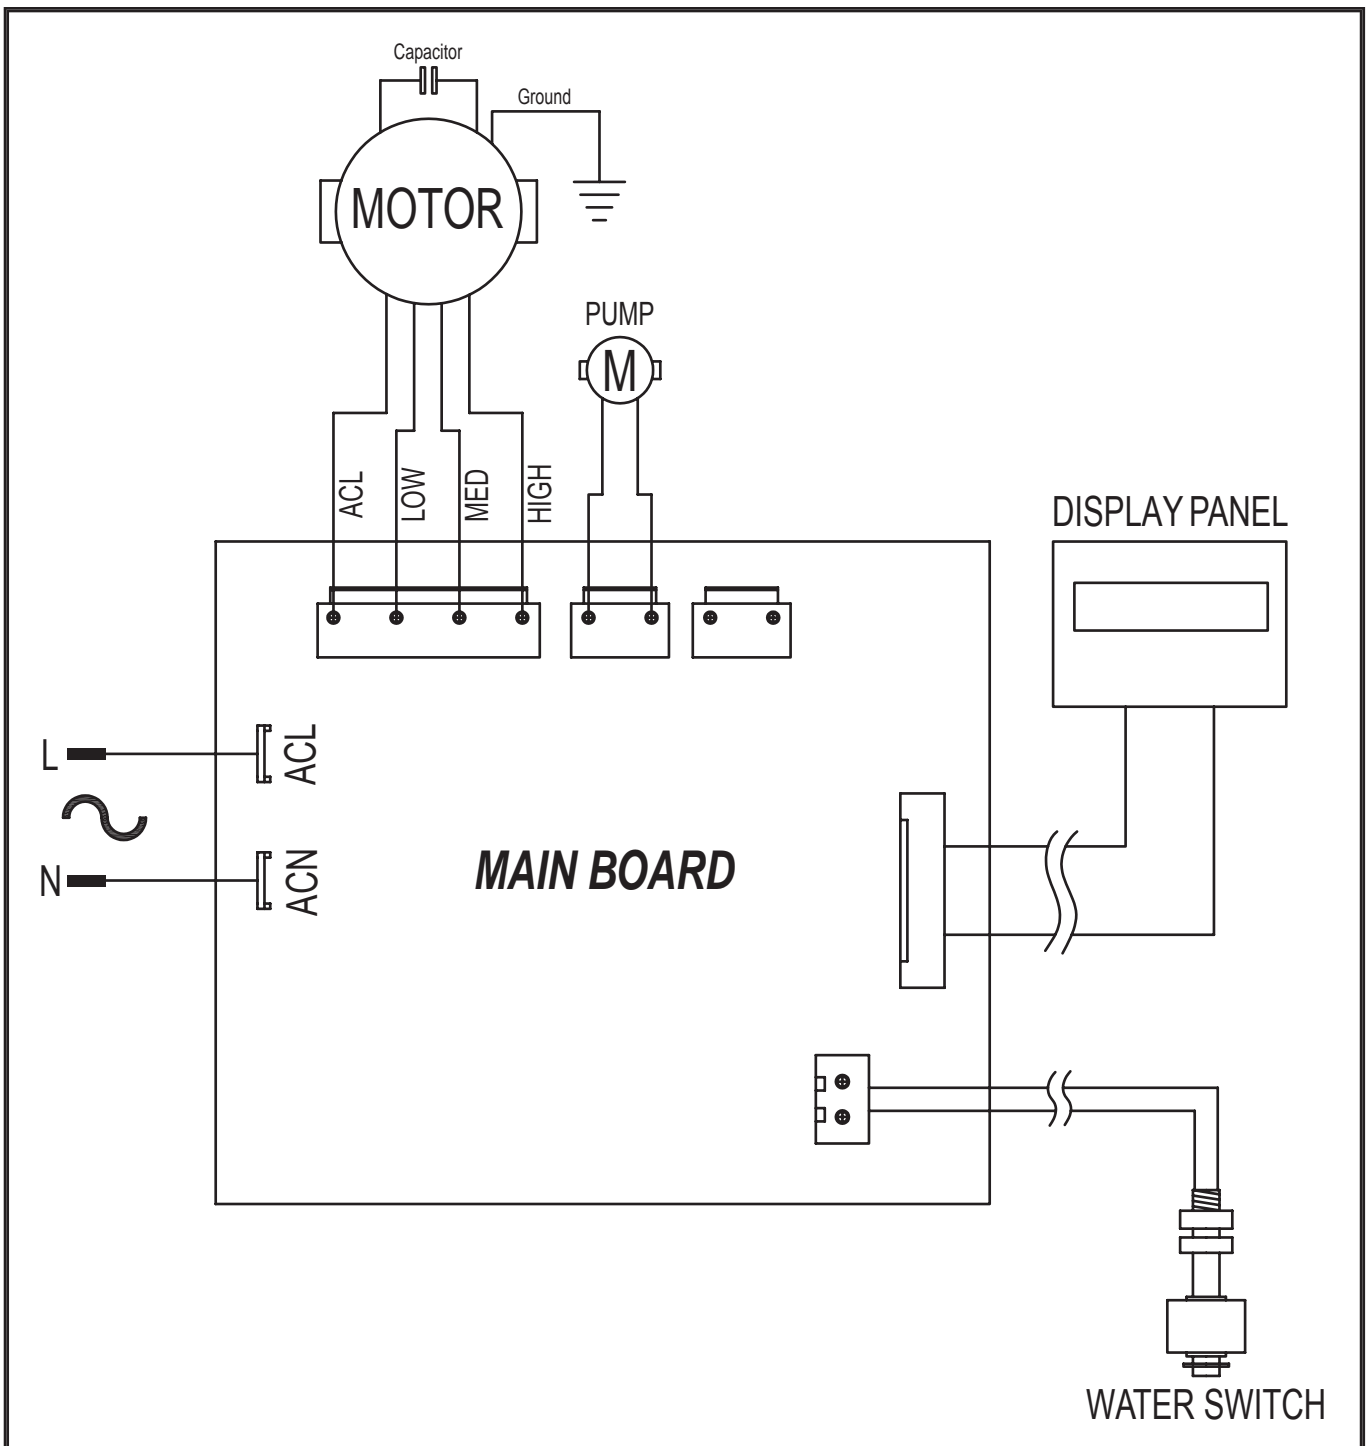 Capacitor
Ground
MOTOR
PUMP
M
ACL
LOW
MED
HIGH
DISPLAY PANEL
L
ACL
N
ACN
MAIN BOARD
WATER SWITCH